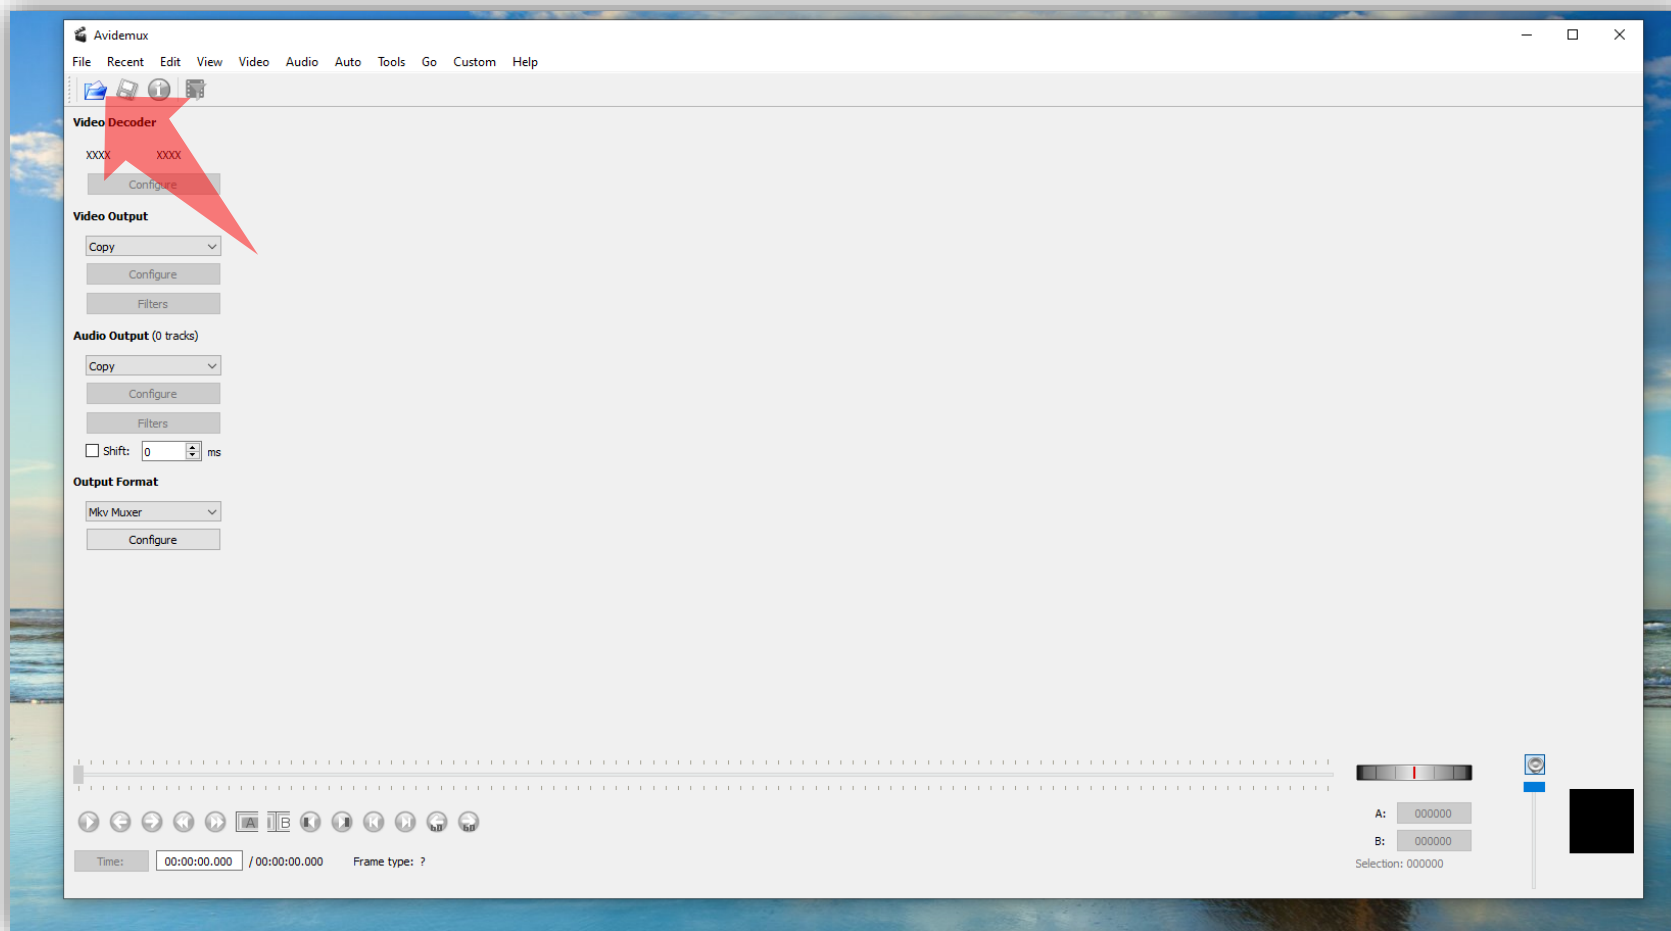 Avidemux
File Recent Edit View Video Audio Auto Tools Go Custom Help
Video Decoder
XXXX XXXX
Configure
Video Output
Copy
Configure
Filters
Audio Output (0 tracks)
Copy
Configure
Filters
Shift: 0 ms
Output Format
Mkv Muxer
Configure
A B 60 60
A: 000000
B: 000000
Time: 00:00:00.000 / 00:00:00.000 Frame type: ?
Selection: 000000